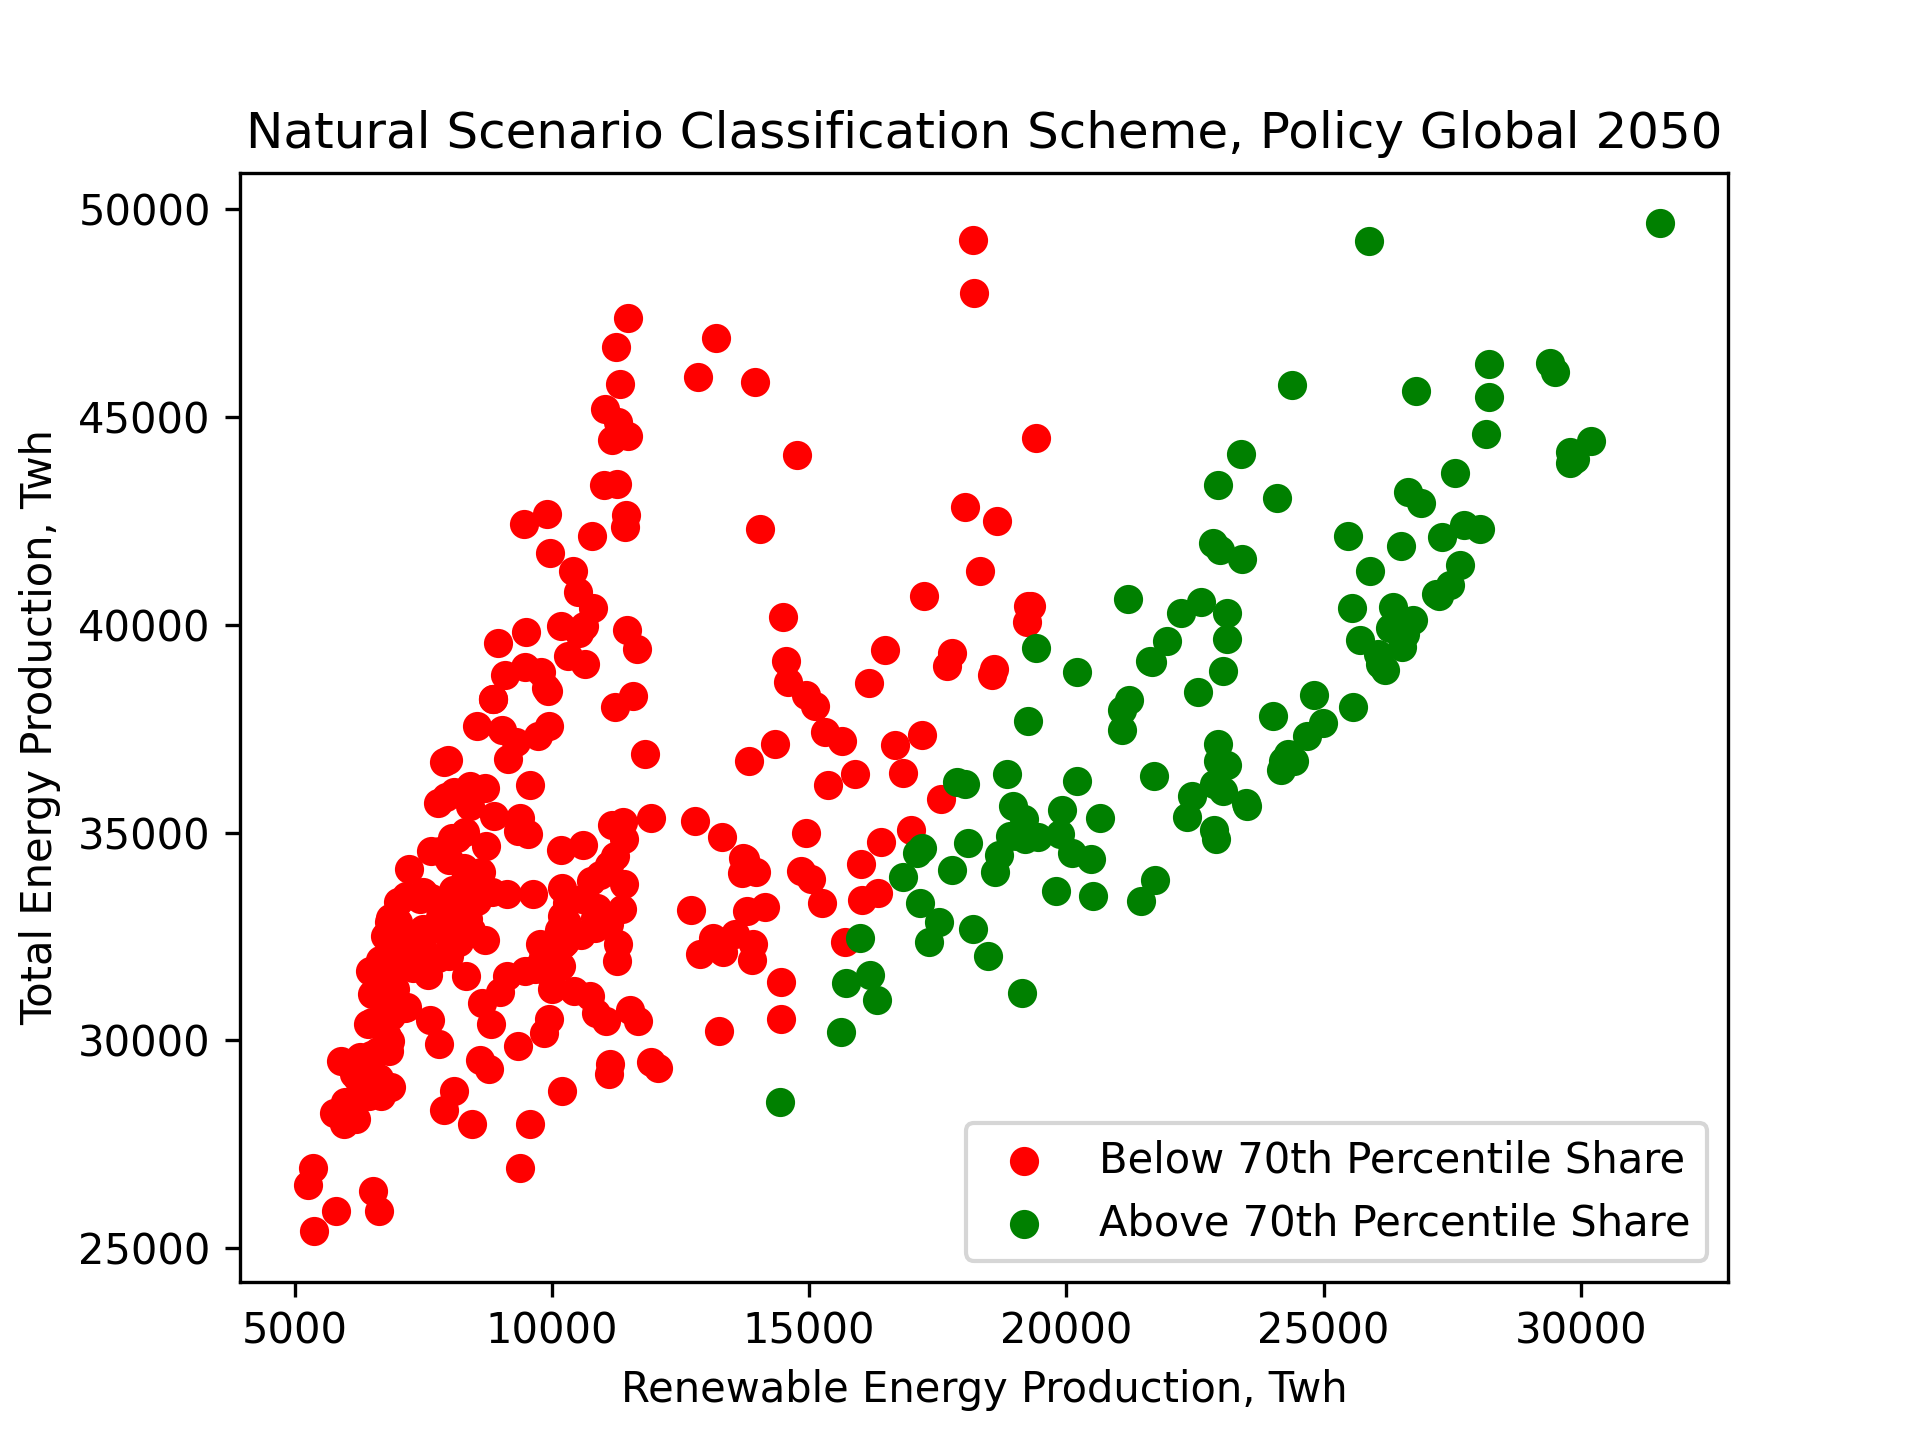 Natural Scenario Classification Scheme, Policy Global 2050
50000
45000
40000
35000
30000
25000
Total Energy Production, Twh
Below 70th Percentile Share
Above 70th Percentile Share
5000 10000 15000 20000 25000 30000
Renewable Energy Production, Twh